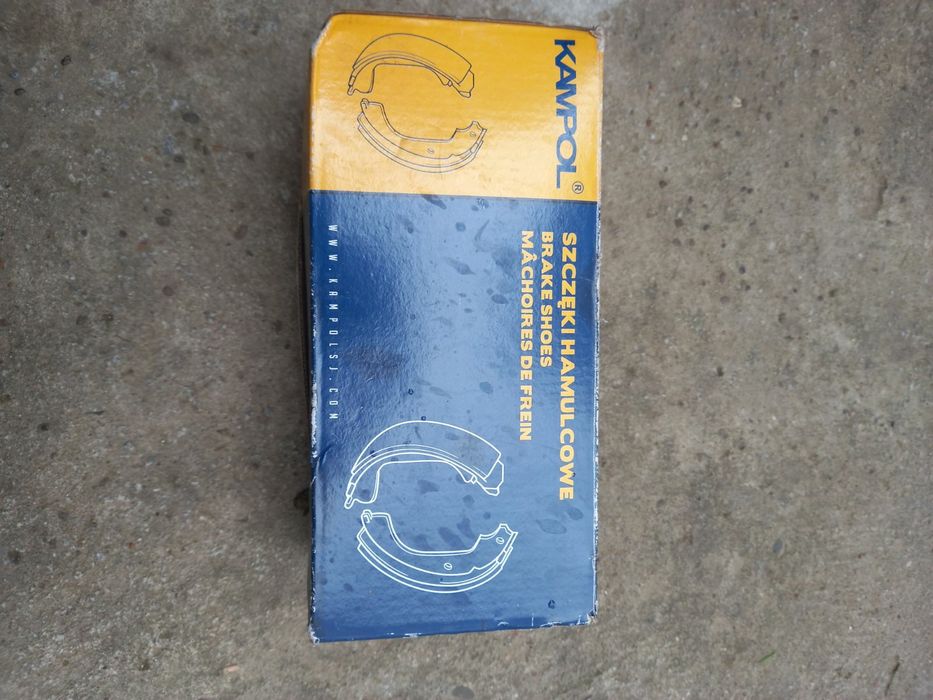 KAMPOL®
SZCZĘKI HAMULCOWE
BRAKE SHOES
MÂCHOIRES DE FREIN
WWW.KAMPOLSJ.COM